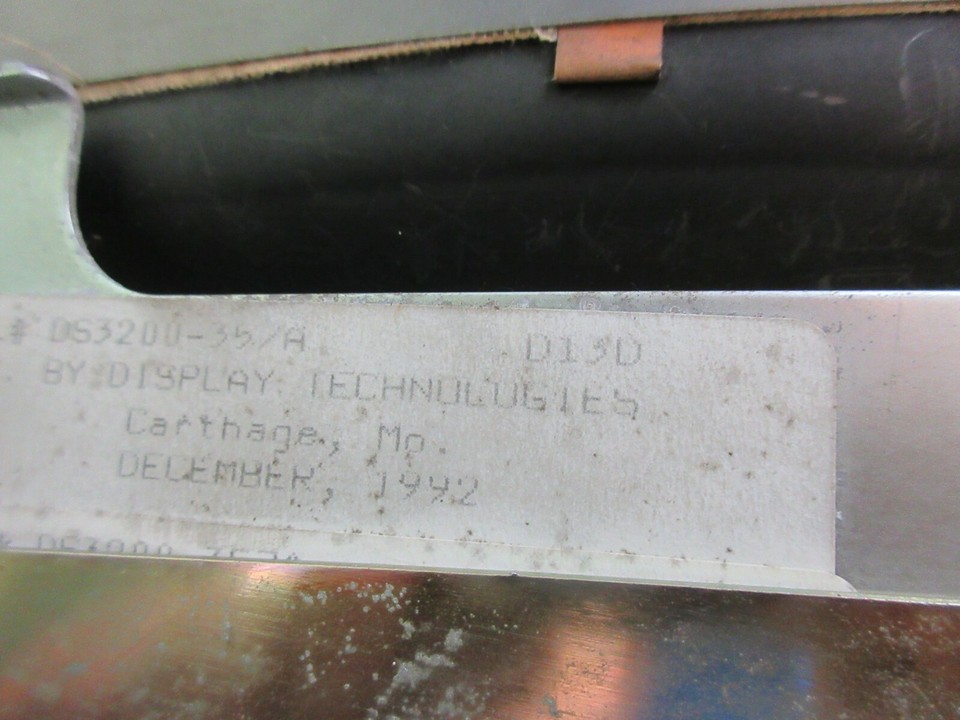 # DS3200-35/A D13D
BY DISPLAY TECHNOLOGIES
Carthage, Mo.
DECEMBER, 1992